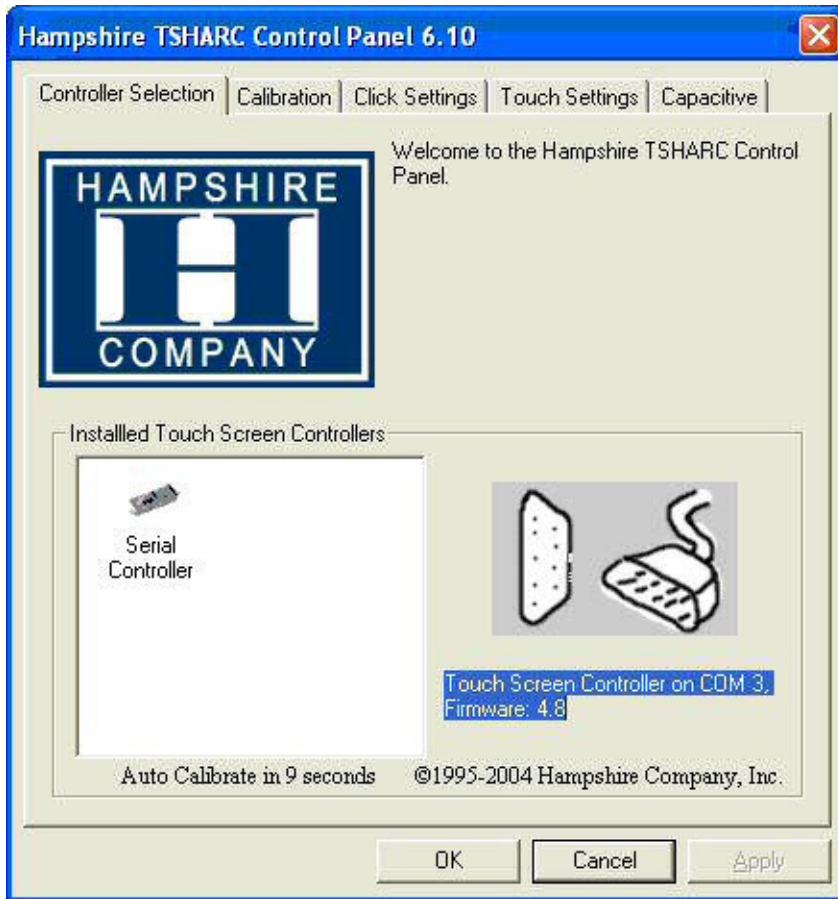 Hampshire TSHARC Control Panel 6.10
Controller Selection Calibration Click Settings Touch Settings Capacitive
HAMPSHIRE
COMPANY
Welcome to the Hampshire TSHARC Control
Panel.
Installled Touch Screen Controllers
Serial
Controller
Touch Screen Controller on COM 3,
Firmware: 4.8
Auto Calibrate in 9 seconds ©1995-2004 Hampshire Company, Inc.
OK Cancel Apply